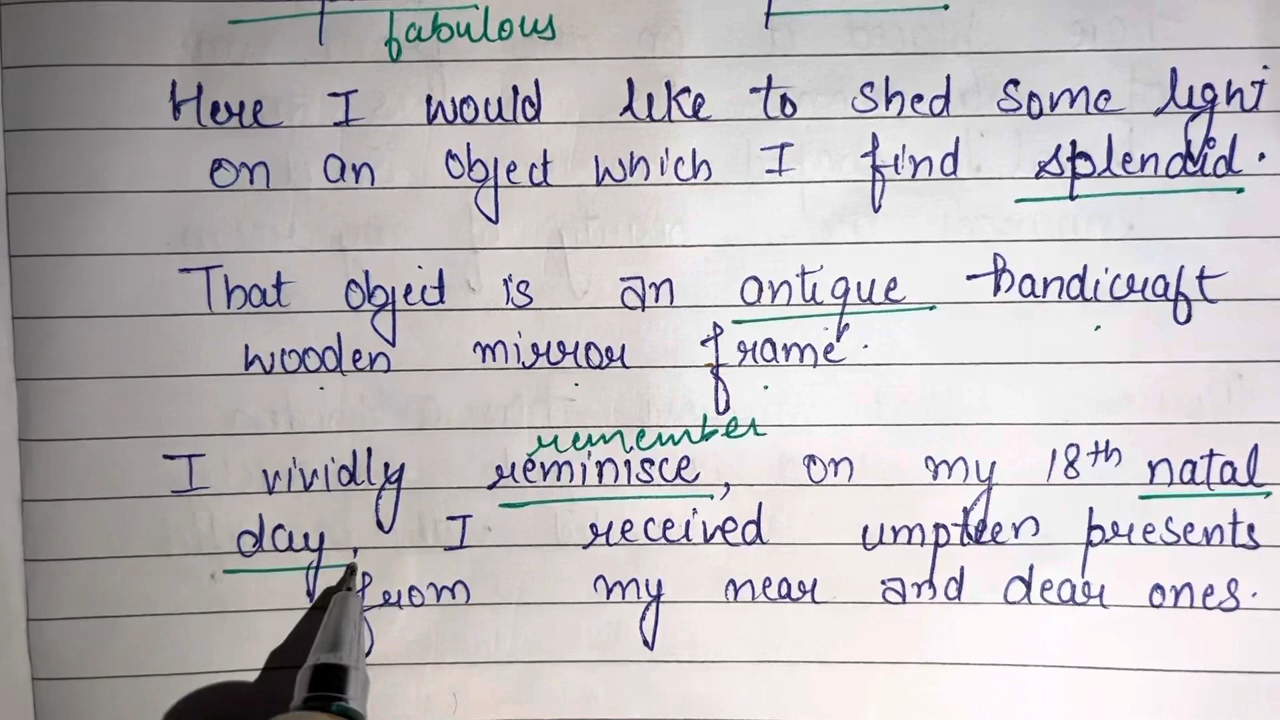 fabulous
Here I would like to shed some light
on an object which I find splendid.
That object is an antique handicraft
wooden mirror frame.
remember
I vividly reminisce, on my 18th natal
day, I received umpteen presents
from my near and dear ones.